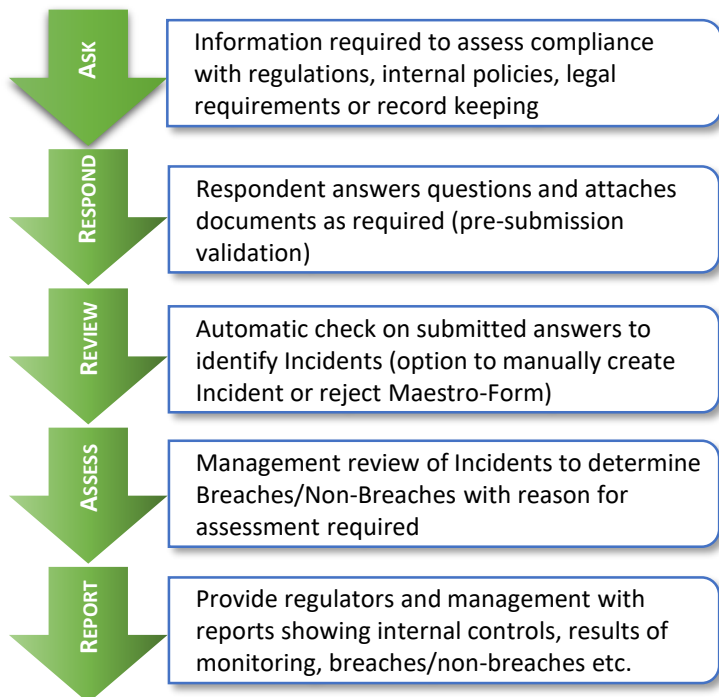 ASK
Information required to assess compliance
with regulations, internal policies, legal
requirements or record keeping
RESPOND
Respondent answers questions and attaches
documents as required (pre-submission
validation)
REVIEW
Automatic check on submitted answers to
identify Incidents (option to manually create
Incident or reject Maestro-Form)
ASSESS
Management review of Incidents to determine
Breaches/Non-Breaches with reason for
assessment required
REPORT
Provide regulators and management with
reports showing internal controls, results of
monitoring, breaches/non-breaches etc.